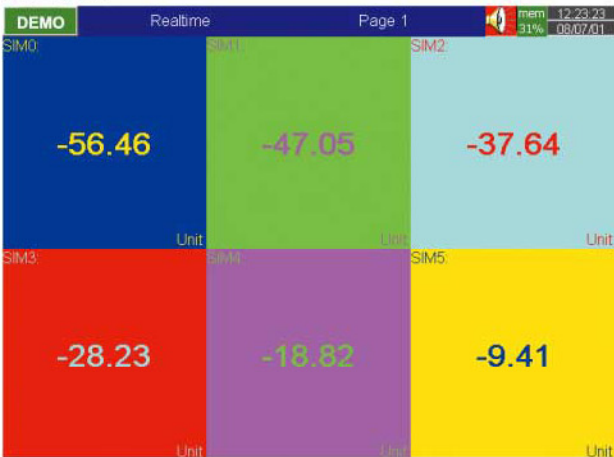 DEMO Realtime Page 1 mem 12:23:23
31% 08/07/01
SIM0: SIM1: SIM2:
-56.46 -47.05 -37.64
Unit Unit Unit
SIM3: SIM4: SIM5:
-28.23 -18.82 -9.41
Unit Unit Unit